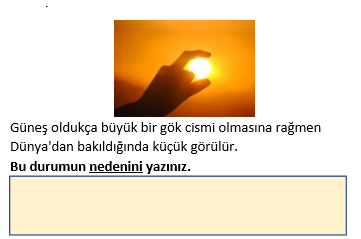 Güneş oldukça büyük bir gök cismi olmasına rağmen
Dünya'dan bakıldığında küçük görülür.
Bu durumun nedenini yazınız.